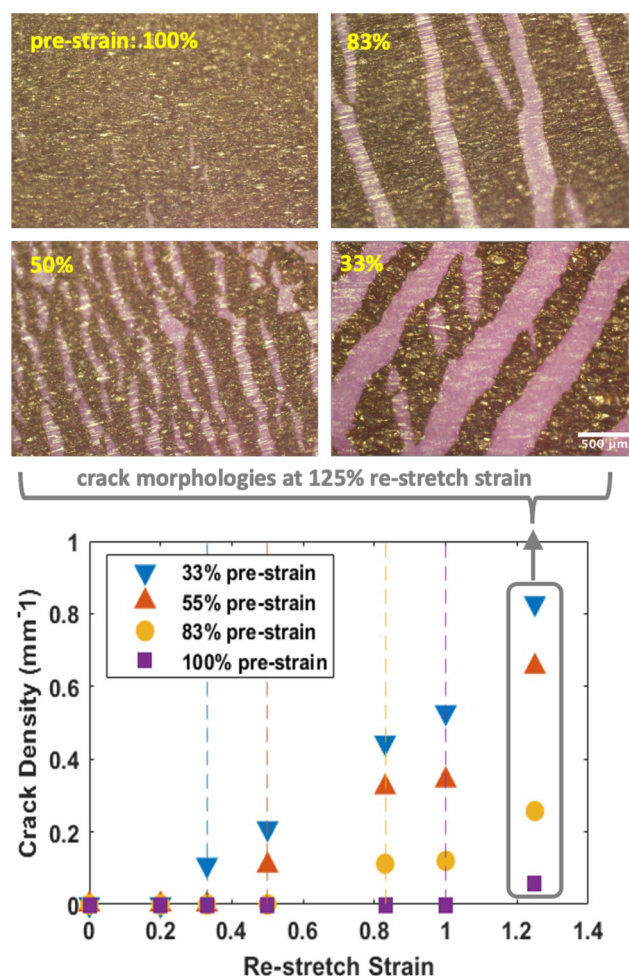 pre-strain: 100%
83%
50%
33%
500 µm
crack morphologies at 125% re-stretch strain
1
0.8
0.6
0.4
0.2
0
Crack Density (mm⁻¹)
33% pre-strain
55% pre-strain
83% pre-strain
100% pre-strain
0 0.2 0.4 0.6 0.8 1 1.2 1.4
Re-stretch Strain